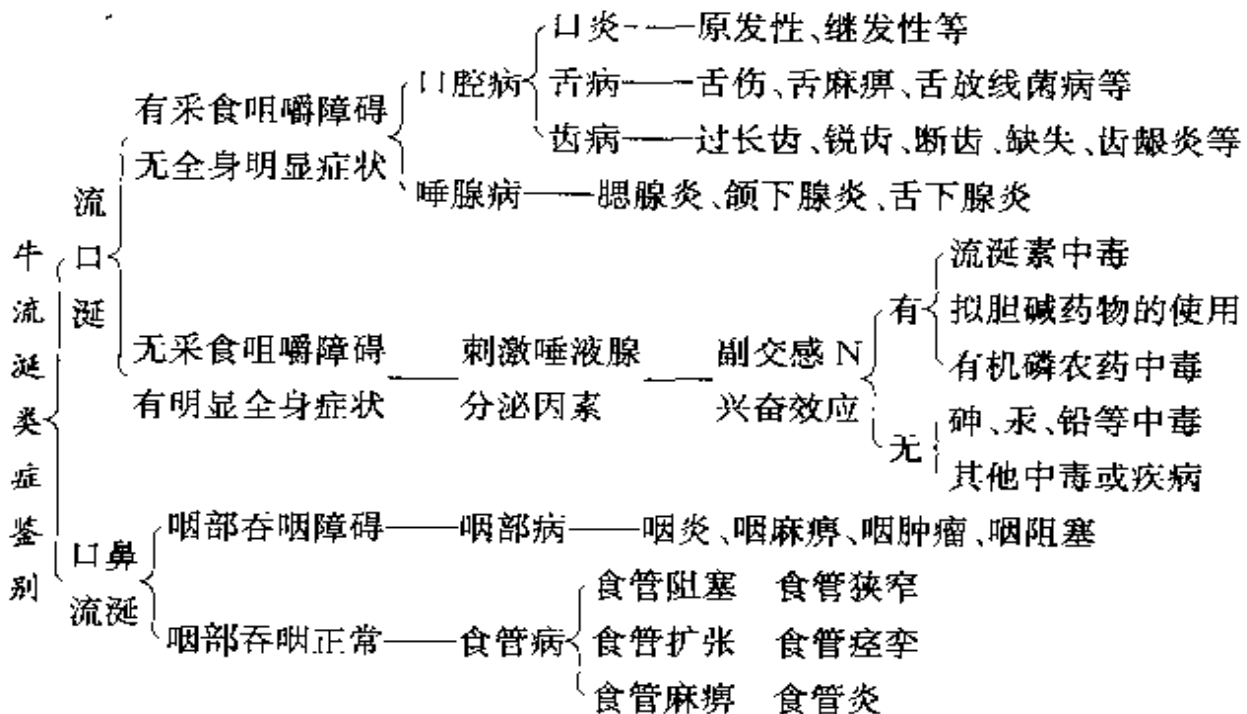 牛流涎类症鉴别
流口涎
有采食咀嚼障碍
无全身明显症状
口腔病
口炎——原发性、继发性等
舌病——舌伤、舌麻痹、舌放线菌病等
齿病——过长齿、锐齿、断齿、缺失、齿龈炎等
唾腺病——腮腺炎、颌下腺炎、舌下腺炎
无采食咀嚼障碍
有明显全身症状
刺激唾液腺
分泌因素
副交感 N
兴奋效应
有
流涎素中毒
拟胆碱药物的使用
有机磷农药中毒
无
砷、汞、铅等中毒
其他中毒或疾病
口鼻
流涎
咽部吞咽障碍——咽部病——咽炎、咽麻痹、咽肿瘤、咽阻塞
咽部吞咽正常——食管病
食管阻塞 食管狭窄
食管扩张 食管痉挛
食管麻痹 食管炎